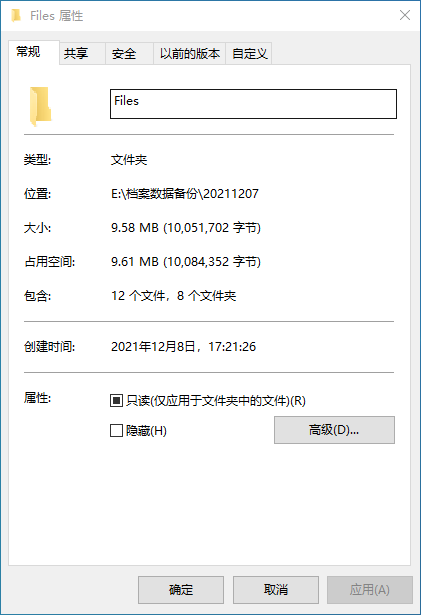 Files 属性
常规 共享 安全 以前的版本 自定义
Files
类型: 文件夹
位置: E:\档案数据备份\20211207
大小: 9.58 MB (10,051,702 字节)
占用空间: 9.61 MB (10,084,352 字节)
包含: 12 个文件，8 个文件夹
创建时间: 2021年12月8日，17:21:26
属性: 只读(仅应用于文件夹中的文件)(R)
隐藏(H) 高级(D)...
确定 取消 应用(A)